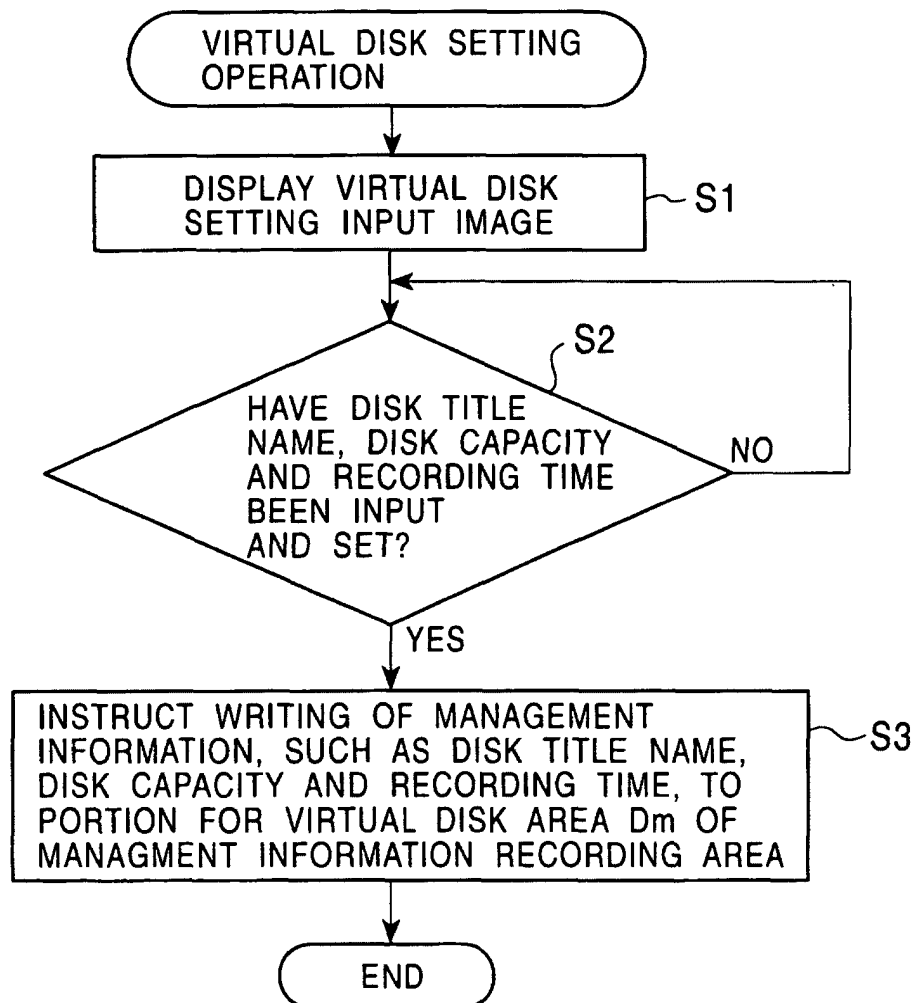 VIRTUAL DISK SETTING
OPERATION
DISPLAY VIRTUAL DISK
SETTING INPUT IMAGE
S1
S2
HAVE DISK TITLE
NAME, DISK CAPACITY
AND RECORDING TIME
BEEN INPUT
AND SET?
NO
YES
INSTRUCT WRITING OF MANAGEMENT
INFORMATION, SUCH AS DISK TITLE NAME,
DISK CAPACITY AND RECORDING TIME, TO
PORTION FOR VIRTUAL DISK AREA Dm OF
MANAGMENT INFORMATION RECORDING AREA
S3
END